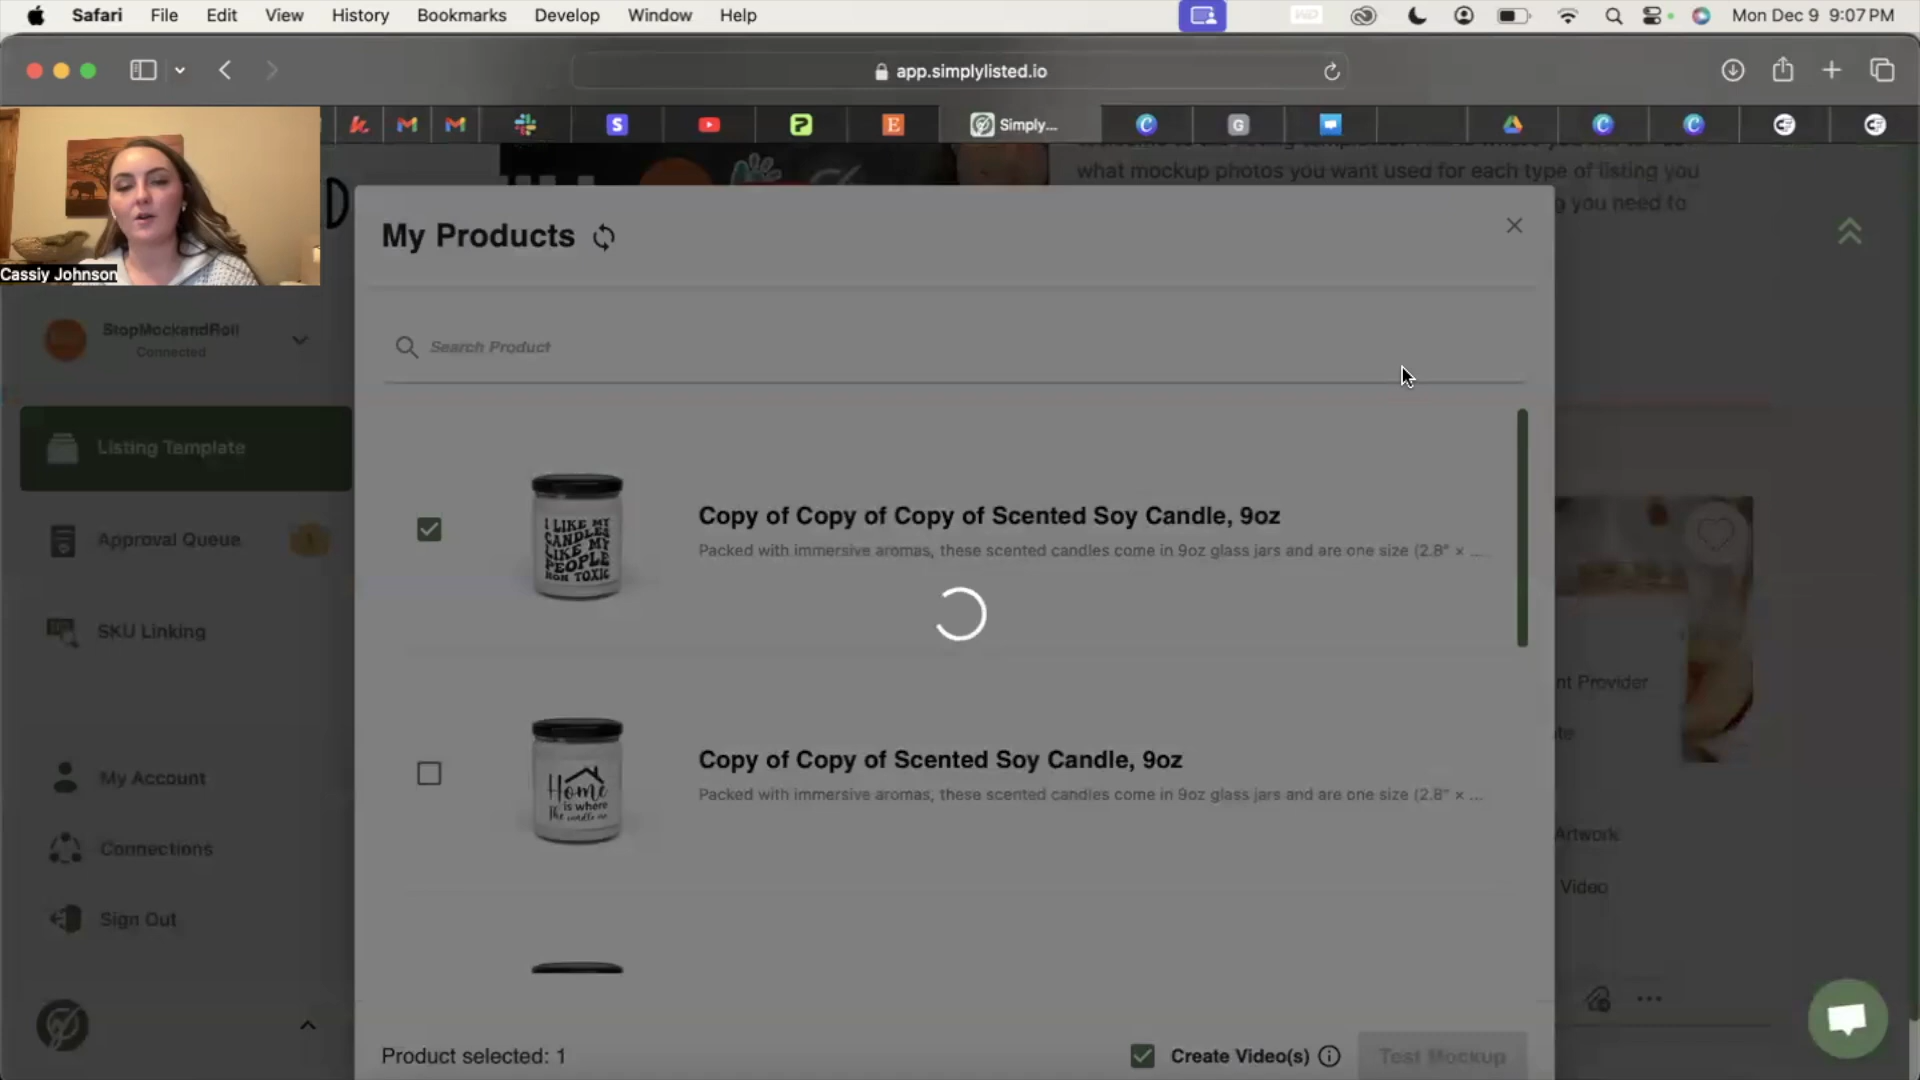 Safari File Edit View History Bookmarks Develop Window Help Mon Dec 9 9:07 PM
app.simplylisted.io
Simply...
what mockup photos you want used for each type of listing you
g you need to
My Products
Cassiy Johnson
StopMockandRoll
Connected
Search Product
Listing Template
Approval Queue
SKU Linking
My Account
Connections
Sign Out
I LIKE MY
CANDLES
LIKE MY
PEOPLE
NON TOXIC
Copy of Copy of Copy of Scented Soy Candle, 9oz
Packed with immersive aromas, these scented candles come in 9oz glass jars and are one size (2.8″ × ...
Home
is where
The candle is
Copy of Copy of Scented Soy Candle, 9oz
Packed with immersive aromas, these scented candles come in 9oz glass jars and are one size (2.8″ × ...
nt Provider
Artwork
Video
Product selected: 1
Create Video(s)
Test Mockup